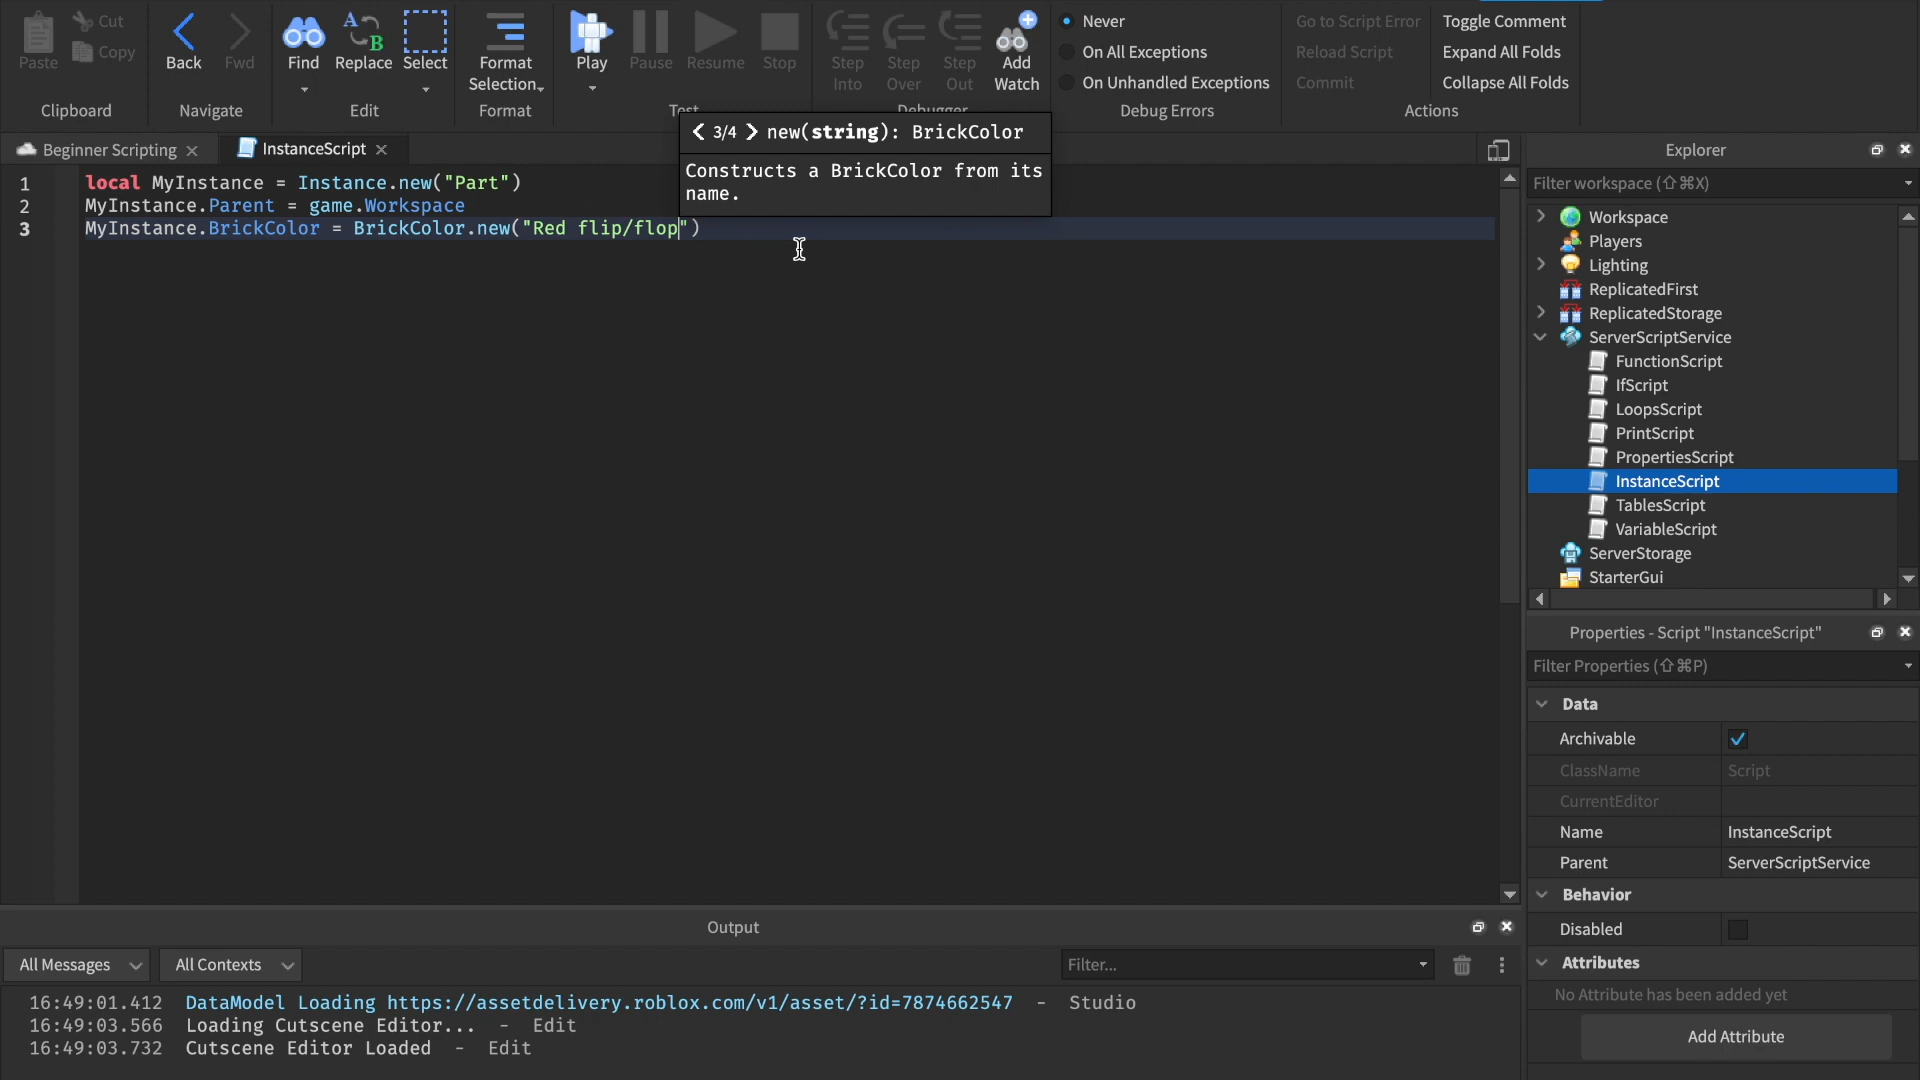 Paste
Cut
Copy
Clipboard
Back
Fwd
Navigate
Find
Replace
Select
Edit
Format
Selection
Format
Play
Pause
Resume
Stop
Test
Step
Into
Step
Over
Step
Out
Add
Watch
Debugger
Never
On All Exceptions
On Unhandled Exceptions
Debug Errors
Go to Script Error
Reload Script
Commit
Toggle Comment
Expand All Folds
Collapse All Folds
Actions
Beginner Scripting
InstanceScript
3/4 new(string): BrickColor
Constructs a BrickColor from its
name.
1 local MyInstance = Instance.new("Part")
2 MyInstance.Parent = game.Workspace
3 MyInstance.BrickColor = BrickColor.new("Red flip/flop")
Explorer
Filter workspace (⇧⌘X)
Workspace
Players
Lighting
ReplicatedFirst
ReplicatedStorage
ServerScriptService
FunctionScript
IfScript
LoopsScript
PrintScript
PropertiesScript
InstanceScript
TablesScript
VariableScript
ServerStorage
StarterGui
Properties - Script "InstanceScript"
Filter Properties (⇧⌘P)
Data
Archivable
ClassName Script
CurrentEditor
Name InstanceScript
Parent ServerScriptService
Behavior
Disabled
Attributes
No Attribute has been added yet
Add Attribute
Output
All Messages
All Contexts
Filter...
16:49:01.412 DataModel Loading https://assetdelivery.roblox.com/v1/asset/?id=7874662547 - Studio
16:49:03.566 Loading Cutscene Editor... - Edit
16:49:03.732 Cutscene Editor Loaded - Edit